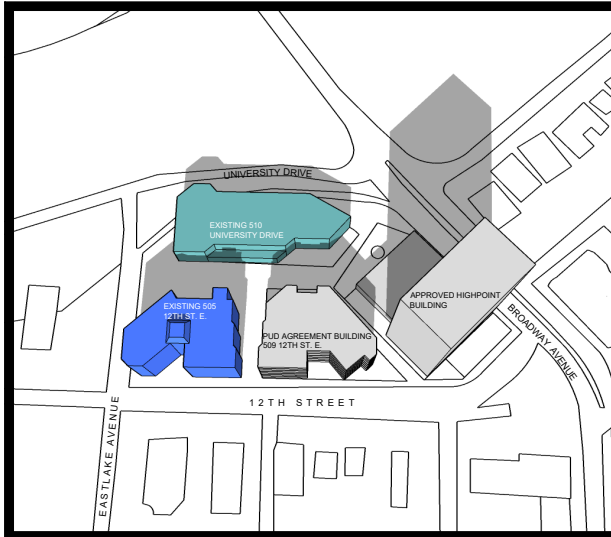 UNIVERSITY DRIVE
EXISTING 510
UNIVERSITY DRIVE
EXISTING 505
12TH ST. E.
PUD AGREEMENT BUILDING
509 12TH ST. E.
APPROVED HIGHPOINT
BUILDING
BROADWAY AVENUE
12TH STREET
EASTLAKE AVENUE